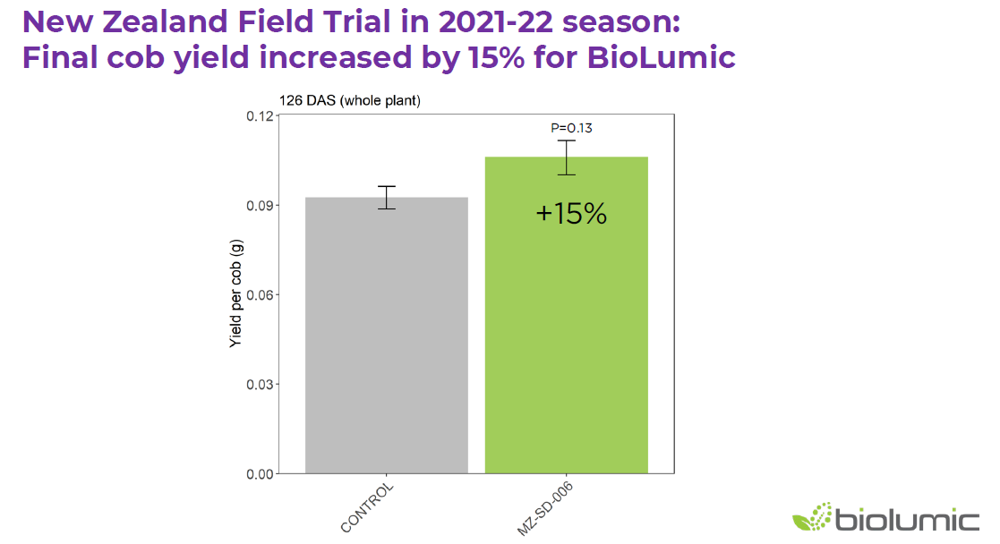 New Zealand Field Trial in 2021-22 season:
Final cob yield increased by 15% for BioLumic
126 DAS (whole plant)
0.12
P=0.13
0.09
+15%
Yield per cob (g)
0.06
0.03
0.00
CONTROL
MZ-SD-006
biolumic